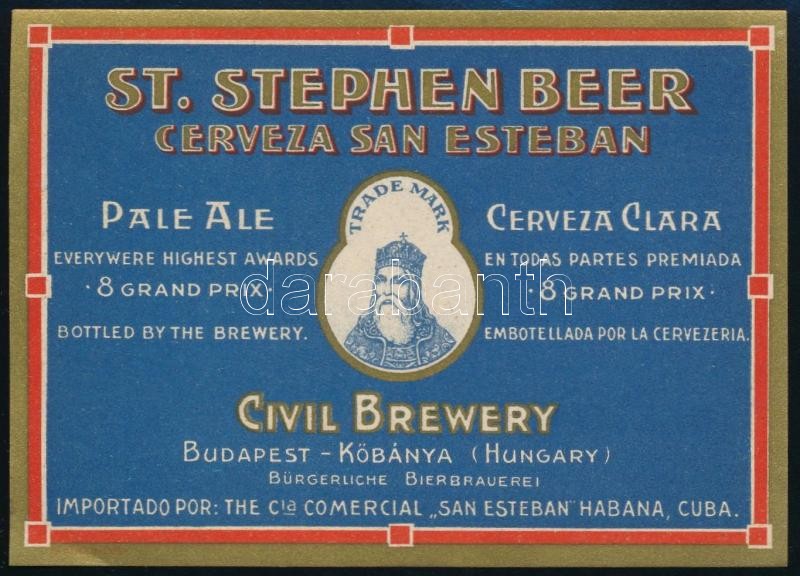 ST. STEPHEN BEER
CERVEZA SAN ESTEBAN
TRADE MARK
PALE ALE
EVERYWERE HIGHEST AWARDS
·8 GRAND PRIX·
BOTTLED BY THE BREWERY.
CERVEZA CLARA
EN TODAS PARTES PREMIADA
·8 GRAND PRIX·
EMBOTELLADA POR LA CERVEZERIA.
darabanth
CIVIL BREWERY
BUDAPEST - KŐBÁNYA (HUNGARY)
BÜRGERLICHE BIERBRAUEREI
IMPORTADO POR: THE Cia COMERCIAL „SAN ESTEBAN" HABANA, CUBA.